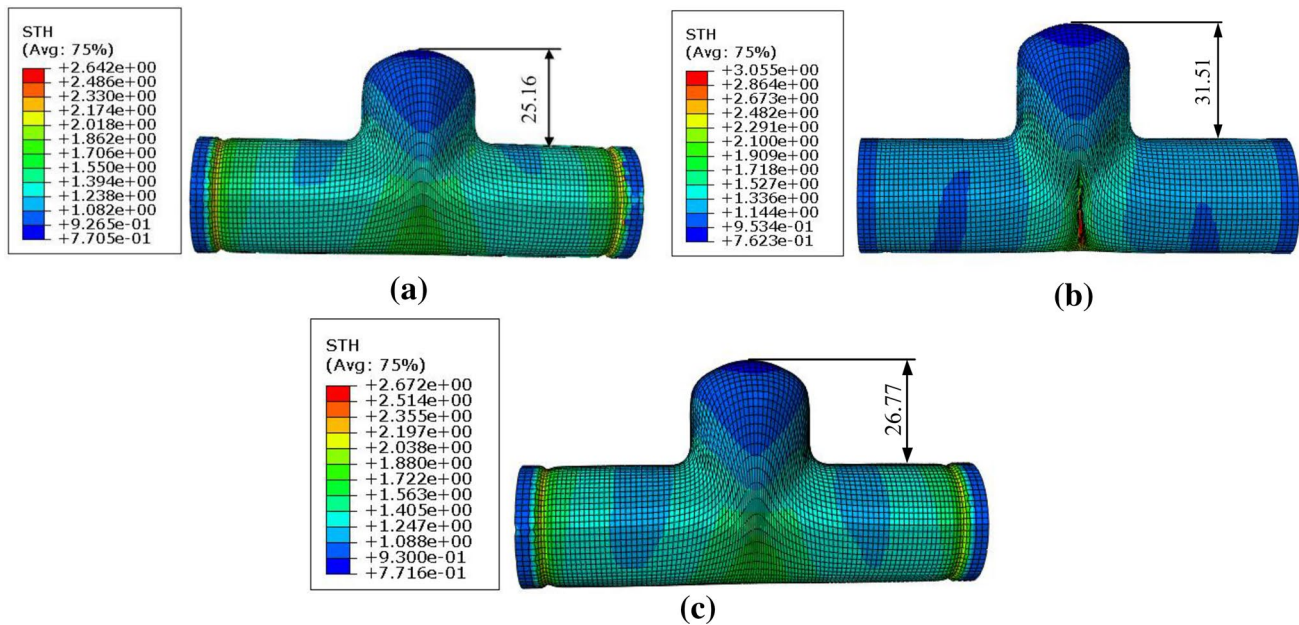 STH
(Avg: 75%)
+2.642e+00
+2.486e+00
+2.330e+00
+2.174e+00
+2.018e+00
+1.862e+00
+1.706e+00
+1.550e+00
+1.394e+00
+1.238e+00
+1.082e+00
+9.265e-01
+7.705e-01
25.16
(a)
STH
(Avg: 75%)
+3.055e+00
+2.864e+00
+2.673e+00
+2.482e+00
+2.291e+00
+2.100e+00
+1.909e+00
+1.718e+00
+1.527e+00
+1.336e+00
+1.144e+00
+9.534e-01
+7.623e-01
31.51
(b)
STH
(Avg: 75%)
+2.672e+00
+2.514e+00
+2.355e+00
+2.197e+00
+2.038e+00
+1.880e+00
+1.722e+00
+1.563e+00
+1.405e+00
+1.247e+00
+1.088e+00
+9.300e-01
+7.716e-01
26.77
(c)